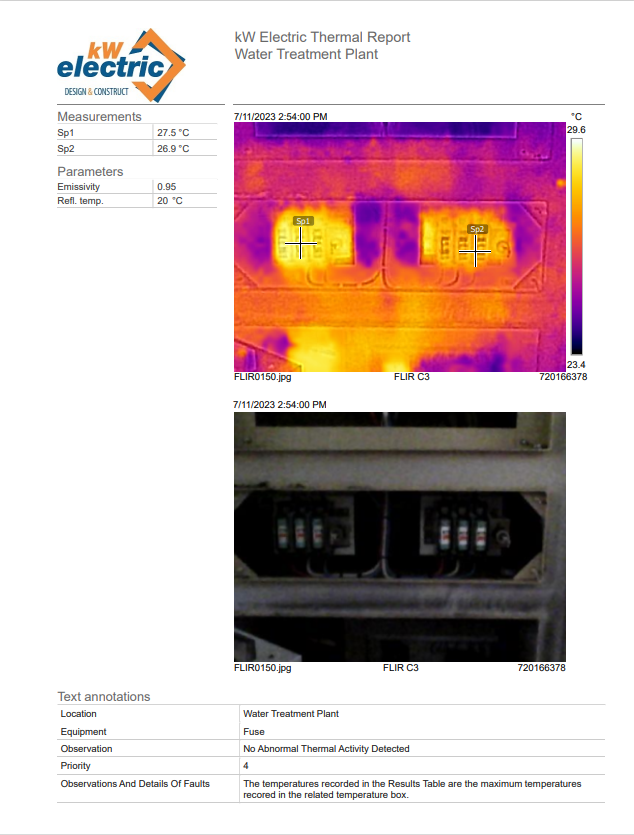 kW
electric
DESIGN & CONSTRUCT
kW Electric Thermal Report
Water Treatment Plant
Measurements
Sp1 27.5 °C
Sp2 26.9 °C
Parameters
Emissivity 0.95
Refl. temp. 20 °C
7/11/2023 2:54:00 PM
°C
29.6
Sp1
Sp2
23.4
FLIR0150.jpg FLIR C3 720166378
7/11/2023 2:54:00 PM
FLIR0150.jpg FLIR C3 720166378
Text annotations
Location Water Treatment Plant
Equipment Fuse
Observation No Abnormal Thermal Activity Detected
Priority 4
Observations And Details Of Faults The temperatures recorded in the Results Table are the maximum temperatures
recored in the related temperature box.